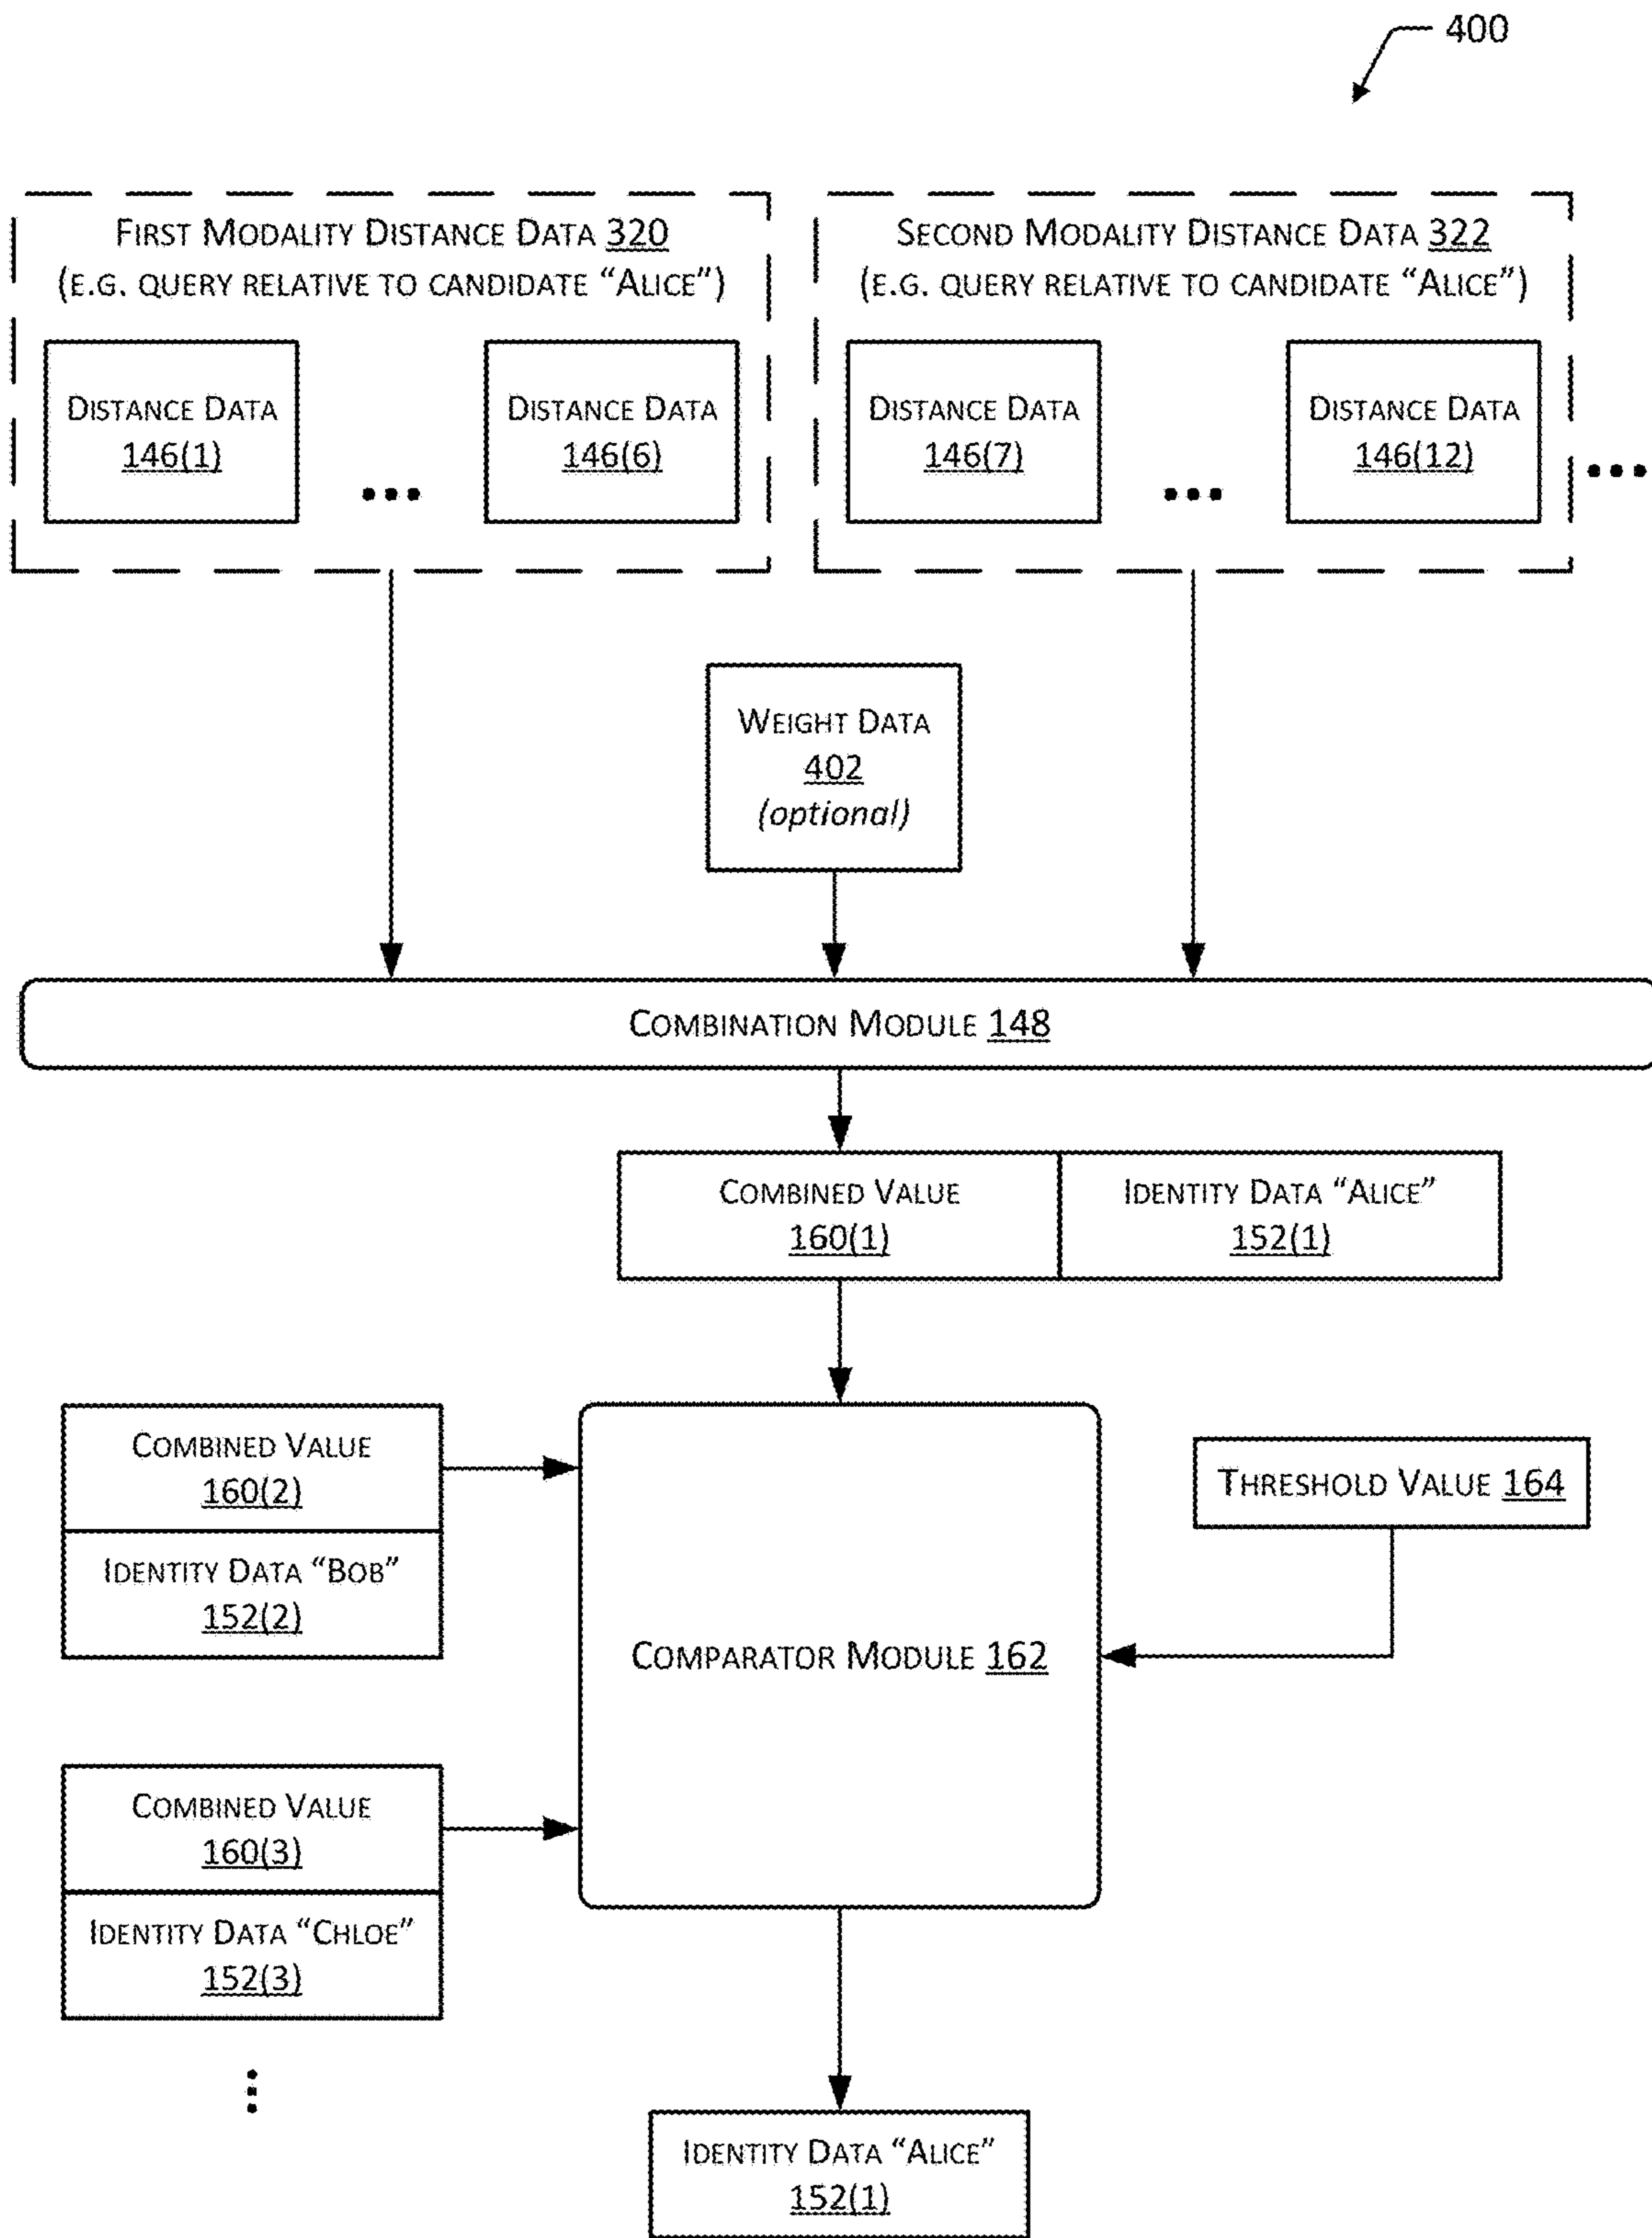 400
FIRST MODALITY DISTANCE DATA 320
(E.G. QUERY RELATIVE TO CANDIDATE “ALICE”)
DISTANCE DATA
146(1)
...
DISTANCE DATA
146(6)
SECOND MODALITY DISTANCE DATA 322
(E.G. QUERY RELATIVE TO CANDIDATE “ALICE”)
DISTANCE DATA
146(7)
...
DISTANCE DATA
146(12)
...
WEIGHT DATA
402
(optional)
COMBINATION MODULE 148
COMBINED VALUE
160(1)
IDENTITY DATA “ALICE”
152(1)
COMBINED VALUE
160(2)
IDENTITY DATA “BOB”
152(2)
THRESHOLD VALUE 164
COMPARATOR MODULE 162
COMBINED VALUE
160(3)
IDENTITY DATA “CHLOE”
152(3)
...
IDENTITY DATA “ALICE”
152(1)